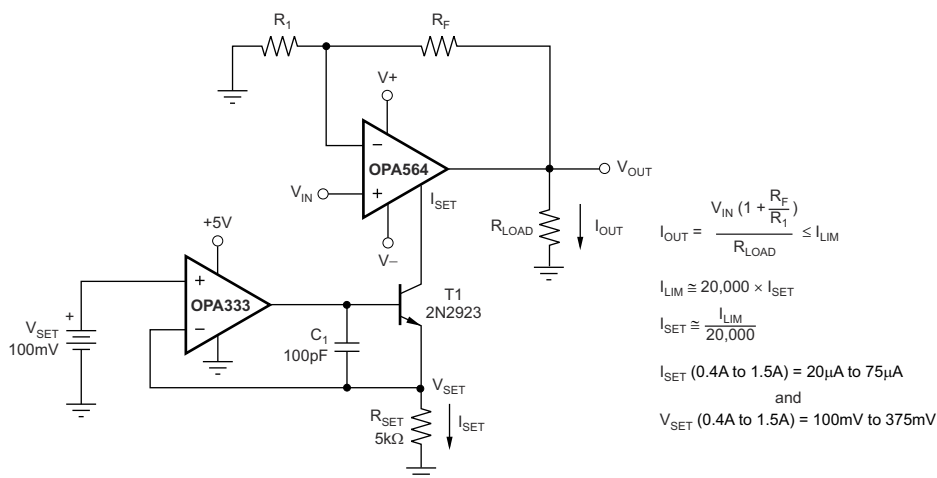 R1 RF
V+
−
OPA564
VIN
+
ISET
VOUT
V−
RLOAD
IOUT
+5V
+
OPA333
−
+
VSET
100mV
C1
100pF
T1
2N2923
VSET
RSET
5kΩ
ISET
IOUT = VIN (1 + RF/R1) / RLOAD ≤ ILIM
ILIM ≅ 20,000 × ISET
ISET ≅ ILIM / 20,000
ISET (0.4A to 1.5A) = 20μA to 75μA
and
VSET (0.4A to 1.5A) = 100mV to 375mV